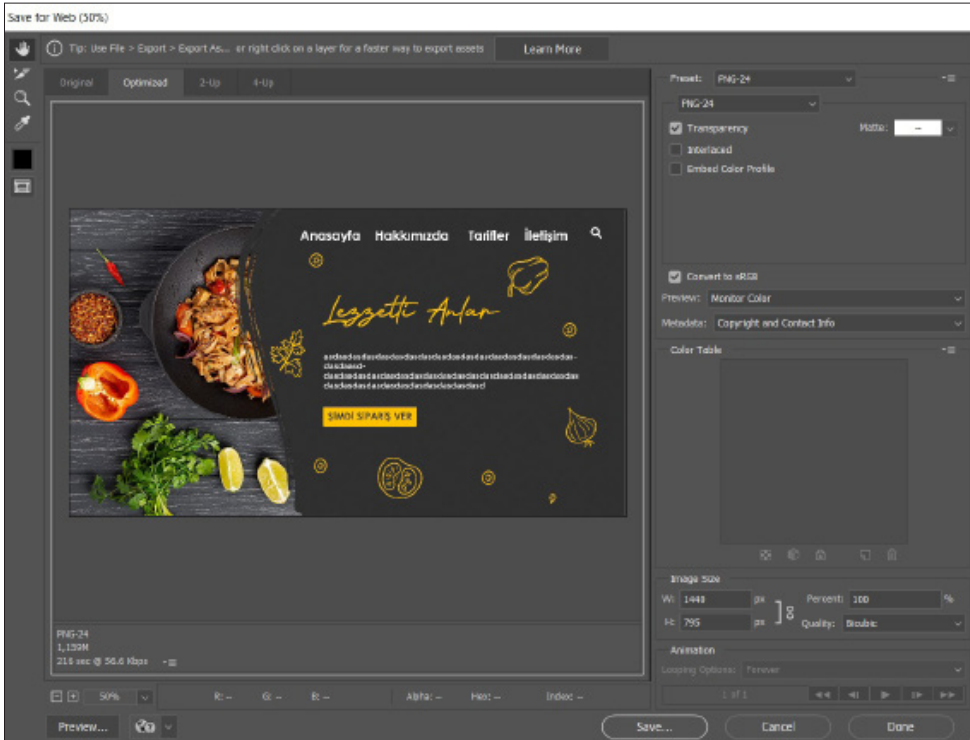 Save for Web (50%)
Tip: Use File > Export > Export As... or right click on a layer for a faster way to export assets
Learn More
Original Optimized 2-Up 4-Up
Preset: PNG-24
PNG-24
Transparency Matte: --
Interlaced
Embed Color Profile
Anasayfa Hakkımızda Tarifler İletişim
Lezzetli Anlar
ŞİMDİ SİPARİŞ VER
Convert to sRGB
Preview: Monitor Color
Metadata: Copyright and Contact Info
Color Table
Image Size
W: 1440 px Percent: 100 %
H: 795 px Quality: Bicubic
PNG-24
1,159M
216 sec @ 56.6 Kbps
Animation
Looping Options: Forever
1 of 1
50% R: -- G: -- B: -- Alpha: -- Hex: -- Index: --
Preview... Save... Cancel Done